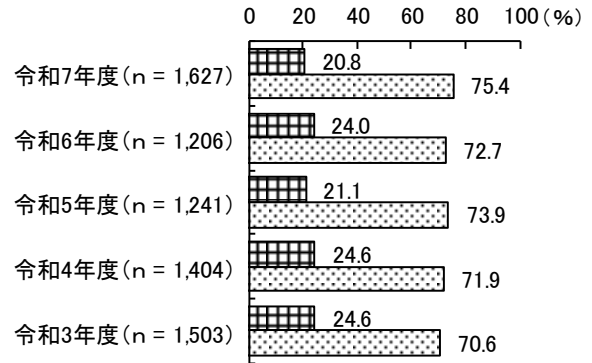 0 20 40 60 80 100(%)
令和7年度(n = 1,627) 20.8
75.4
令和6年度(n = 1,206) 24.0
72.7
令和5年度(n = 1,241) 21.1
73.9
令和4年度(n = 1,404) 24.6
71.9
令和3年度(n = 1,503) 24.6
70.6